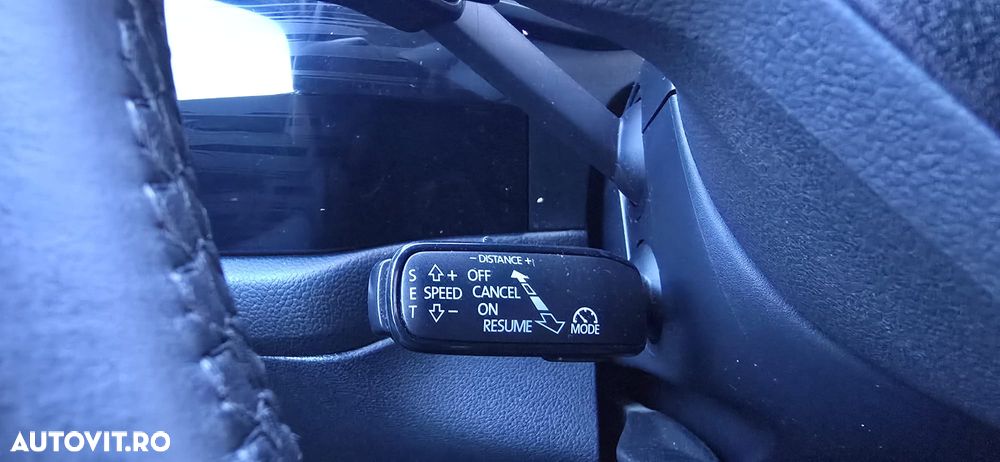 - DISTANCE +
S + OFF
E SPEED CANCEL
T - ON
RESUME MODE
AUTOVIT.RO